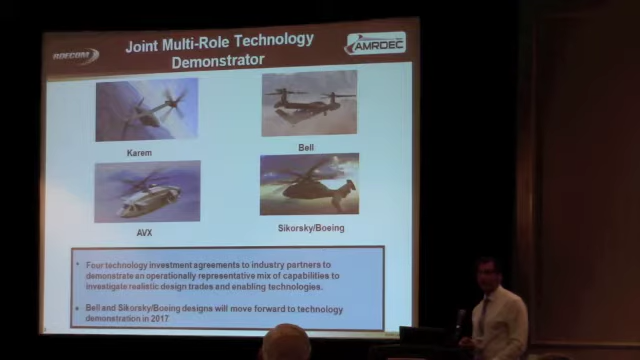 Joint Multi-Role Technology
Demonstrator
RDECOM
AMRDEC
Karem
Bell
AVX
Sikorsky/Boeing
• Four technology investment agreements to industry partners to
demonstrate an operationally representative mix of capabilities to
investigate realistic design trades and enabling technologies.
• Bell and Sikorsky/Boeing designs will move forward to technology
demonstration in 2017